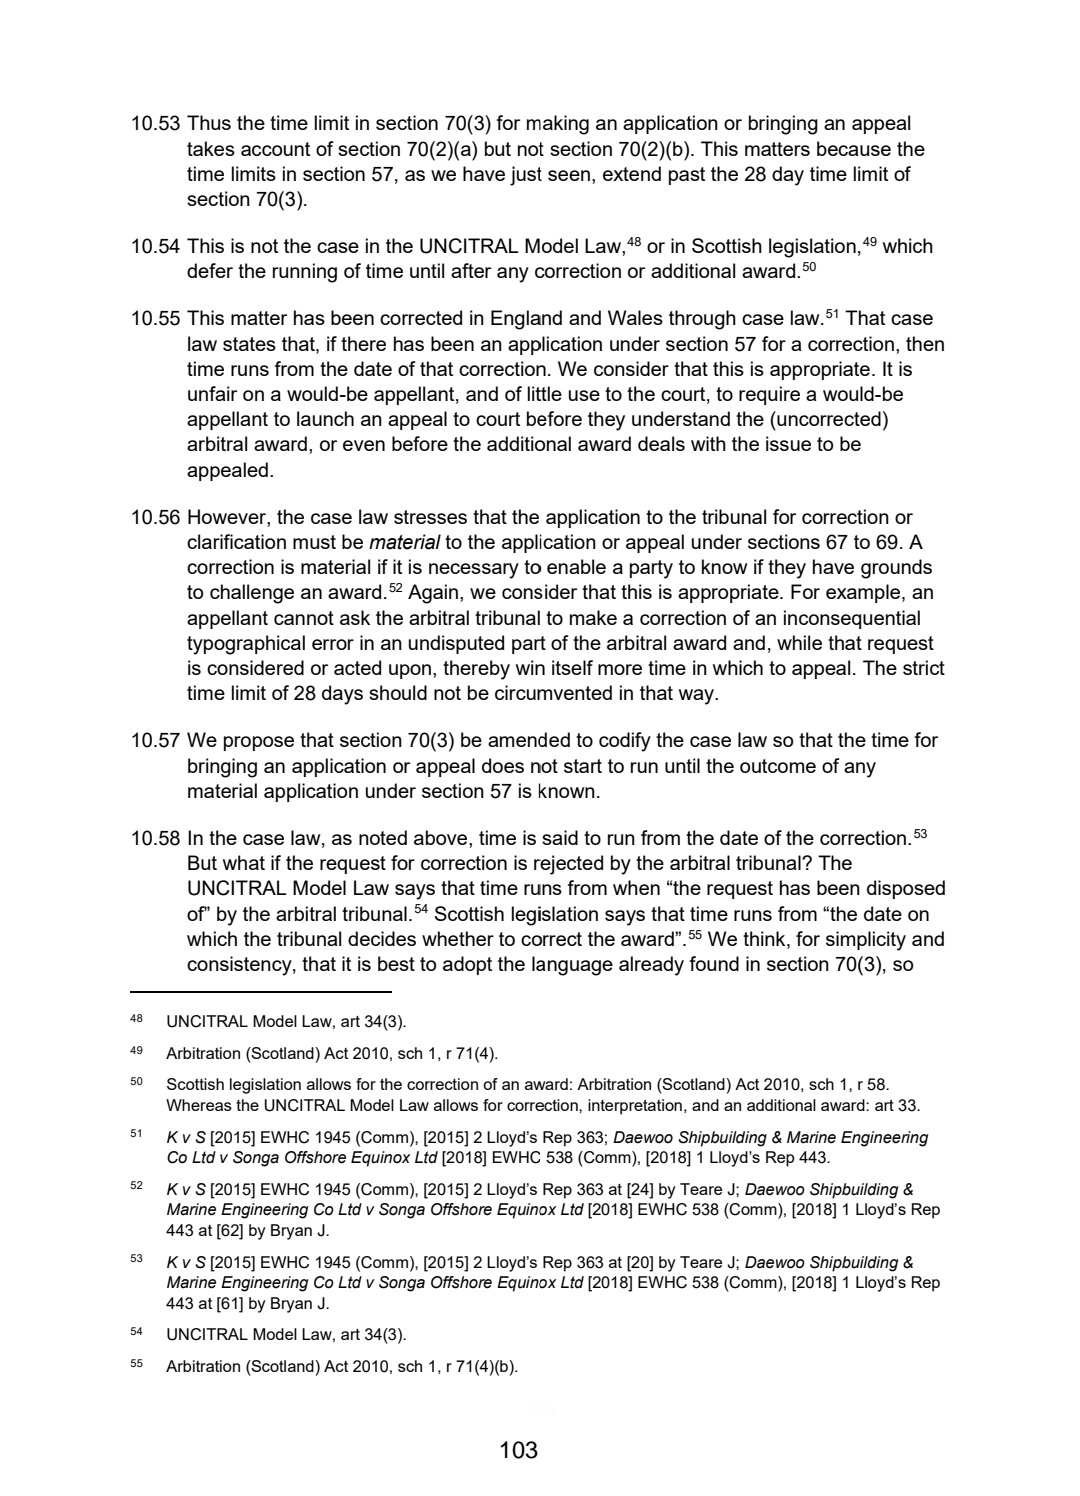 10.53 Thus the time limit in section 70(3) for making an application or bringing an appeal
takes account of section 70(2)(a) but not section 70(2)(b). This matters because the
time limits in section 57, as we have just seen, extend past the 28 day time limit of
section 70(3).
10.54 This is not the case in the UNCITRAL Model Law,48 or in Scottish legislation,49 which
defer the running of time until after any correction or additional award.50
10.55 This matter has been corrected in England and Wales through case law.51 That case
law states that, if there has been an application under section 57 for a correction, then
time runs from the date of that correction. We consider that this is appropriate. It is
unfair on a would-be appellant, and of little use to the court, to require a would-be
appellant to launch an appeal to court before they understand the (uncorrected)
arbitral award, or even before the additional award deals with the issue to be
appealed.
10.56 However, the case law stresses that the application to the tribunal for correction or
clarification must be material to the application or appeal under sections 67 to 69. A
correction is material if it is necessary to enable a party to know if they have grounds
to challenge an award.52 Again, we consider that this is appropriate. For example, an
appellant cannot ask the arbitral tribunal to make a correction of an inconsequential
typographical error in an undisputed part of the arbitral award and, while that request
is considered or acted upon, thereby win itself more time in which to appeal. The strict
time limit of 28 days should not be circumvented in that way.
10.57 We propose that section 70(3) be amended to codify the case law so that the time for
bringing an application or appeal does not start to run until the outcome of any
material application under section 57 is known.
10.58 In the case law, as noted above, time is said to run from the date of the correction.53
But what if the request for correction is rejected by the arbitral tribunal? The
UNCITRAL Model Law says that time runs from when “the request has been disposed
of” by the arbitral tribunal.54 Scottish legislation says that time runs from “the date on
which the tribunal decides whether to correct the award”.55 We think, for simplicity and
consistency, that it is best to adopt the language already found in section 70(3), so
48 UNCITRAL Model Law, art 34(3).
49 Arbitration (Scotland) Act 2010, sch 1, r 71(4).
50 Scottish legislation allows for the correction of an award: Arbitration (Scotland) Act 2010, sch 1, r 58.
Whereas the UNCITRAL Model Law allows for correction, interpretation, and an additional award: art 33.
51 K v S [2015] EWHC 1945 (Comm), [2015] 2 Lloyd’s Rep 363; Daewoo Shipbuilding & Marine Engineering
Co Ltd v Songa Offshore Equinox Ltd [2018] EWHC 538 (Comm), [2018] 1 Lloyd’s Rep 443.
52 K v S [2015] EWHC 1945 (Comm), [2015] 2 Lloyd’s Rep 363 at [24] by Teare J; Daewoo Shipbuilding &
Marine Engineering Co Ltd v Songa Offshore Equinox Ltd [2018] EWHC 538 (Comm), [2018] 1 Lloyd’s Rep
443 at [62] by Bryan J.
53 K v S [2015] EWHC 1945 (Comm), [2015] 2 Lloyd’s Rep 363 at [20] by Teare J; Daewoo Shipbuilding &
Marine Engineering Co Ltd v Songa Offshore Equinox Ltd [2018] EWHC 538 (Comm), [2018] 1 Lloyd’s Rep
443 at [61] by Bryan J.
54 UNCITRAL Model Law, art 34(3).
55 Arbitration (Scotland) Act 2010, sch 1, r 71(4)(b).
103